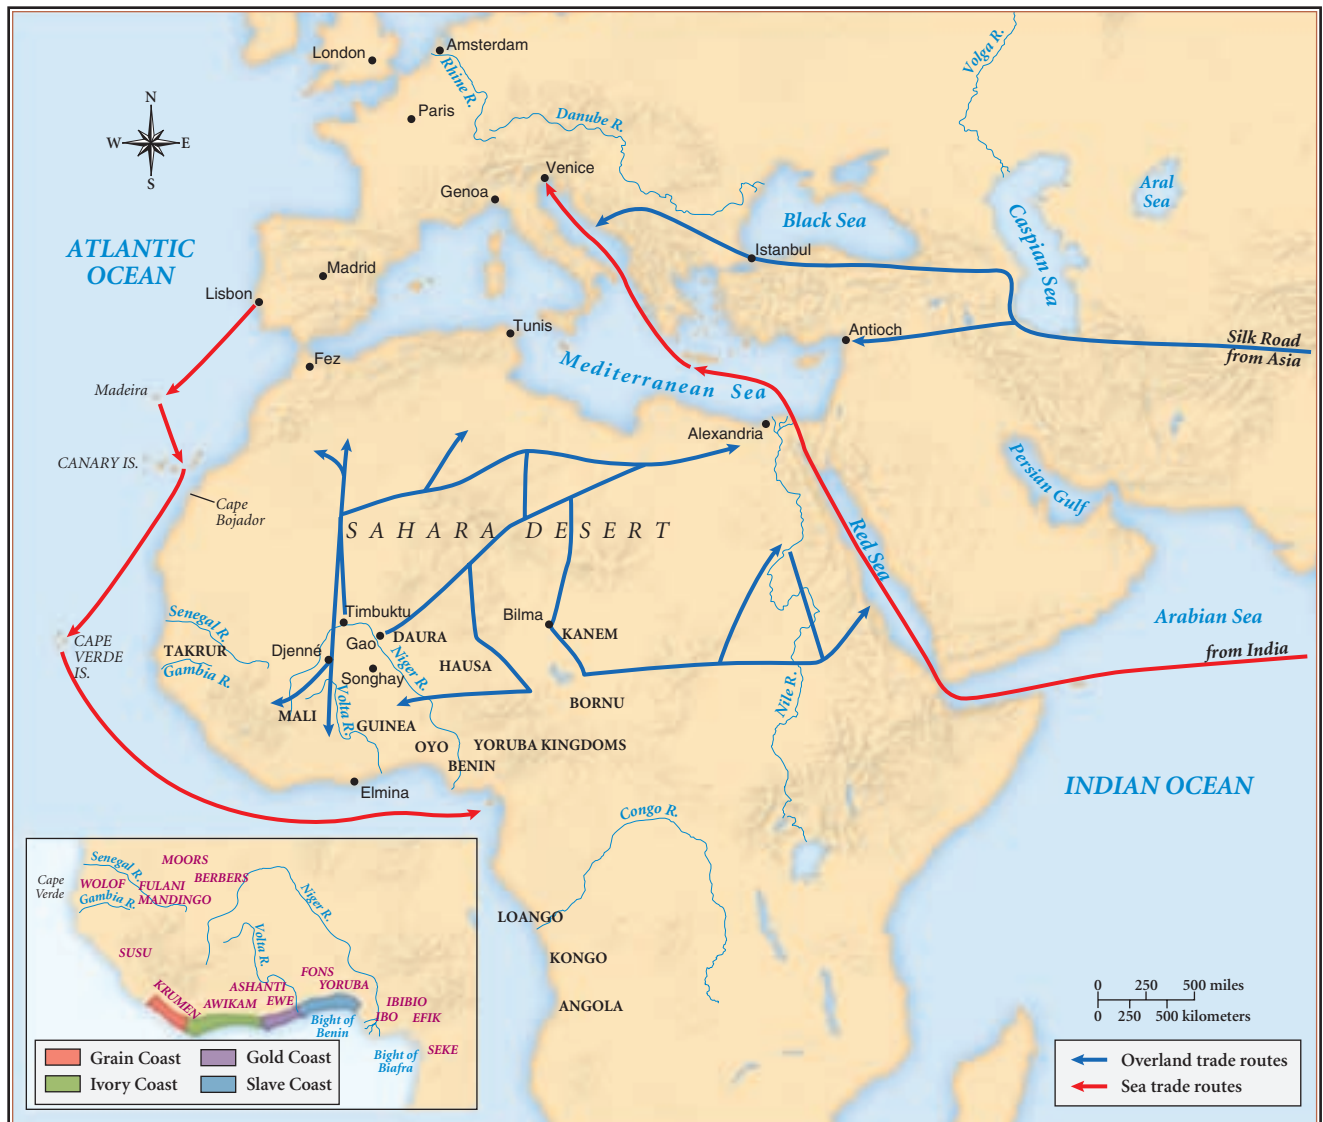 London
Amsterdam
Rhine R.
Volga R.
N
W
E
S
Paris
Danube R.
Venice
Genoa
Aral
Sea
Black Sea
Caspian Sea
ATLANTIC
OCEAN
Istanbul
Madrid
Lisbon
Tunis
Antioch
Silk Road
from Asia
Fez
Mediterranean Sea
Madeira
Alexandria
CANARY IS.
Persian Gulf
Cape
Bojador
SAHARA DESERT
Red Sea
Senegal R.
Timbuktu
Bilma
Arabian Sea
CAPE
VERDE
IS.
TAKRUR
Djenné
Gao
DAURA
KANEM
from India
Gambia R.
Niger R.
HAUSA
Songhay
Nile R.
Volta R.
BORNU
MALI
GUINEA
OYO
YORUBA KINGDOMS
BENIN
Elmina
INDIAN OCEAN
Congo R.
LOANGO
KONGO
ANGOLA
Senegal R.
MOORS
Cape
Verde
WOLOF
FULANI
BERBERS
Gambia R.
MANDINGO
Niger R.
Volta R.
SUSU
KRUMEN
AWIKAM
ASHANTI
EWE
FONS
YORUBA
IBIBIO
IBO
EFIK
Bight of
Benin
SEKE
Bight of
Biafra
Grain Coast
Gold Coast
Ivory Coast
Slave Coast
0 250 500 miles
0 250 500 kilometers
Overland trade routes
Sea trade routes